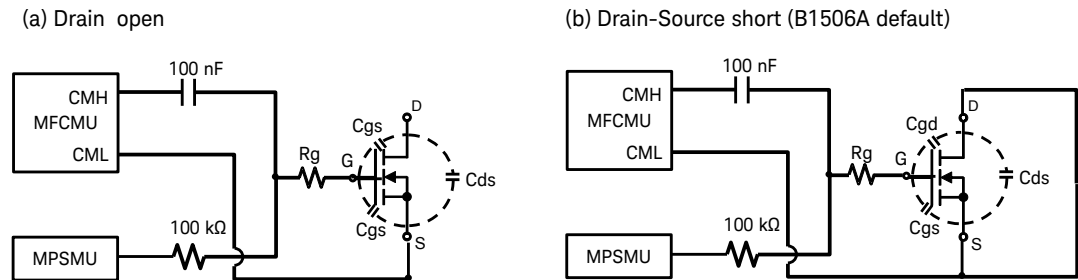 (a) Drain open
(b) Drain-Source short (B1506A default)
100 nF
CMH
MFCMU
CML
D
Cgs
Rg
G
Cds
Cgs
100 kΩ
S
MPSMU
100 nF
CMH
MFCMU
CML
D
Cgd
Rg
G
Cds
Cgs
100 kΩ
S
MPSMU